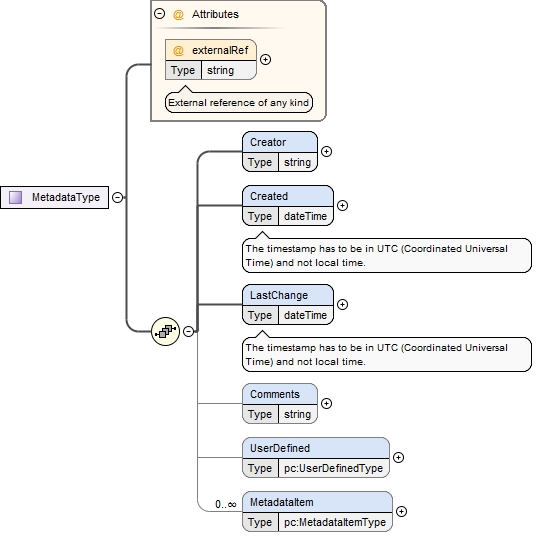 @ Attributes
@ externalRef
Type string
External reference of any kind
Creator
Type string
Created
Type dateTime
The timestamp has to be in UTC (Coordinated Universal
Time) and not local time.
MetadataType
LastChange
Type dateTime
The timestamp has to be in UTC (Coordinated Universal
Time) and not local time.
Comments
Type string
UserDefined
Type pc:UserDefinedType
0..∞
MetadataItem
Type pc:MetadataItemType